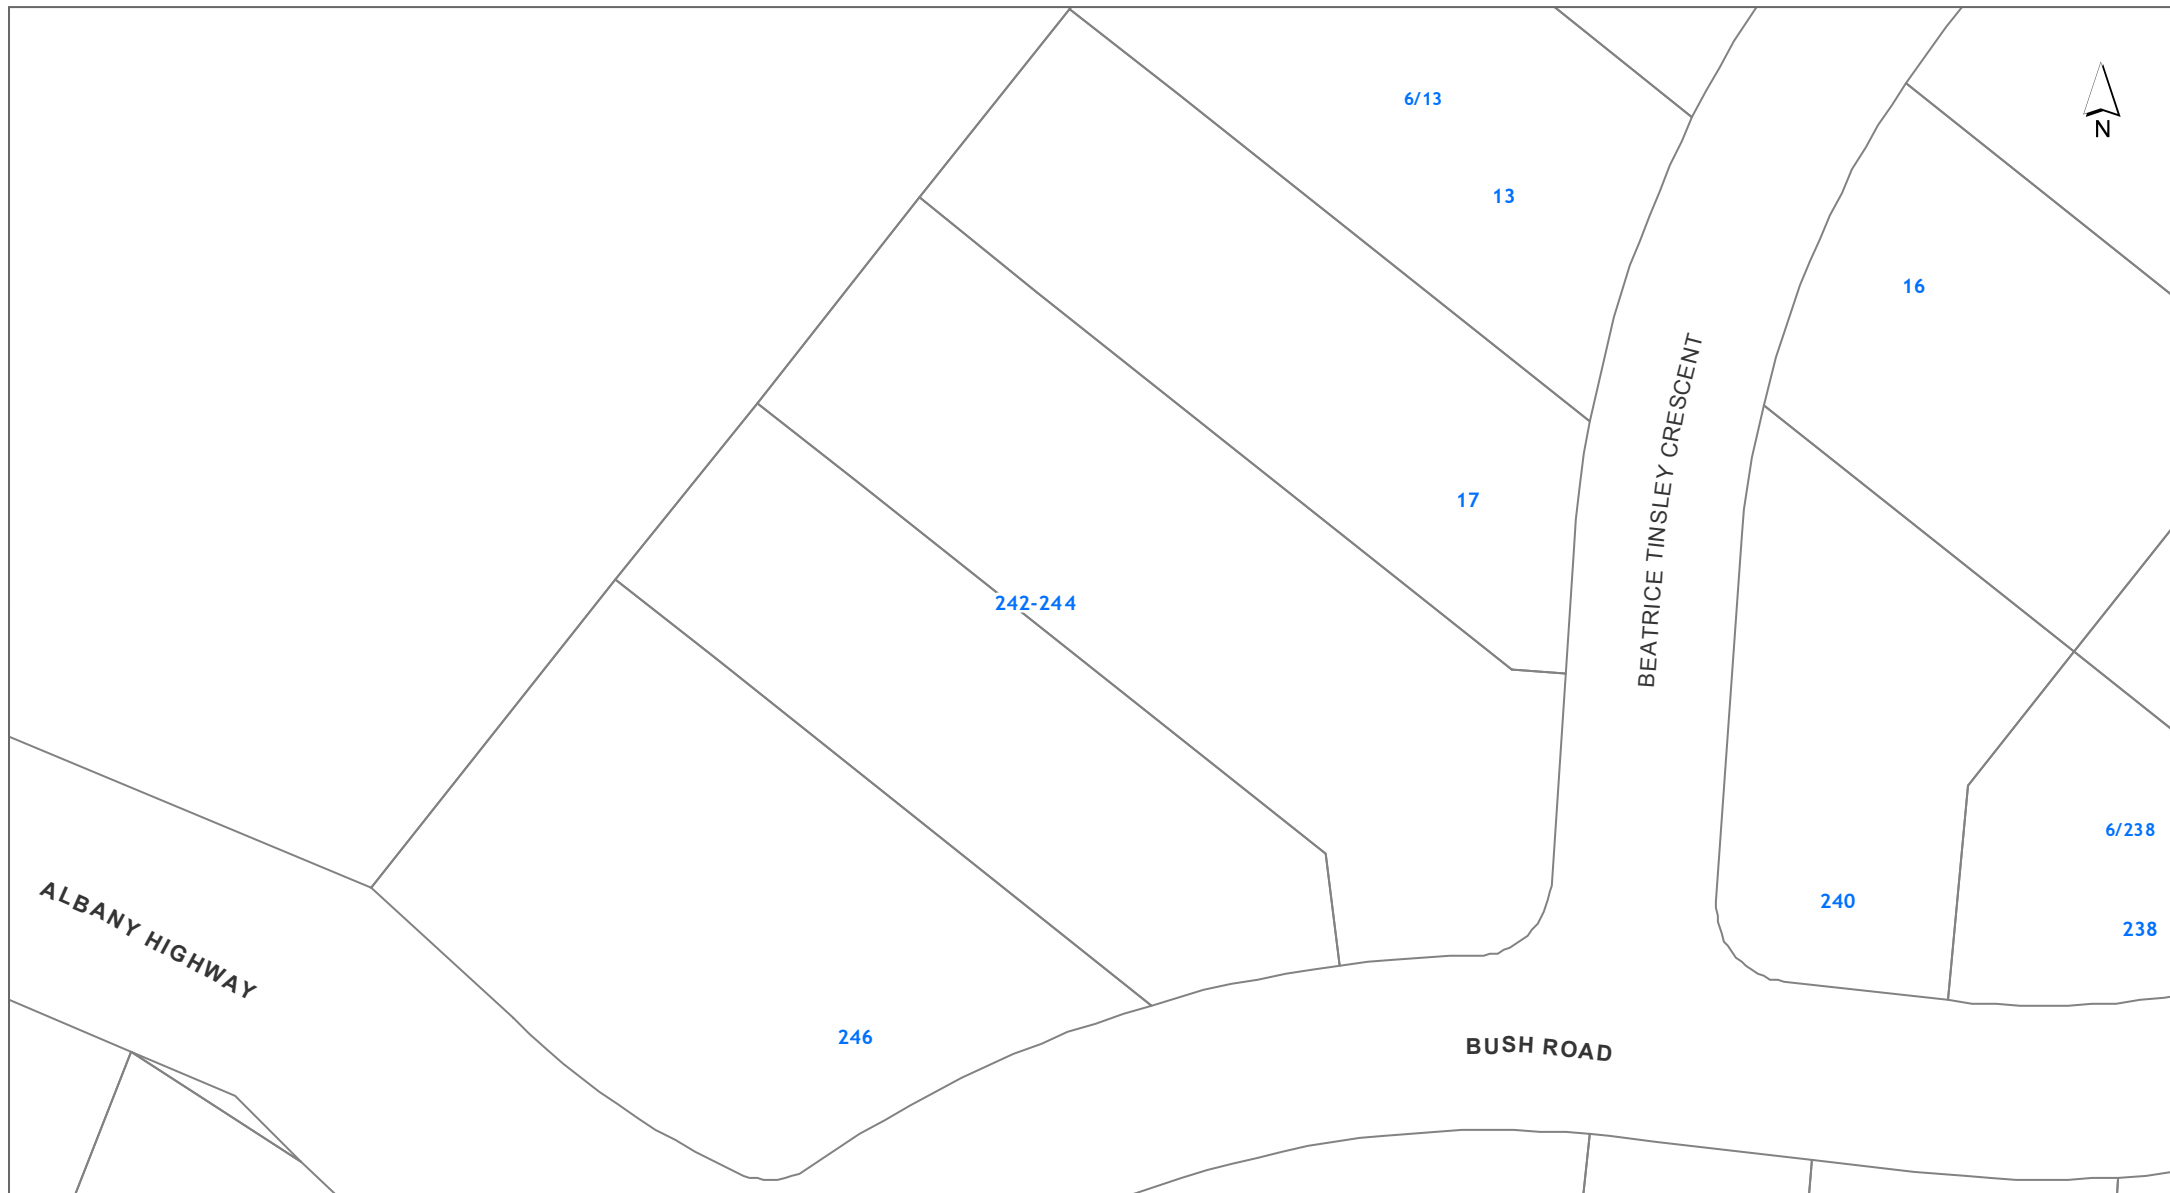 6/13
N
13
16
BEATRICE TINSLEY CRESCENT
17
242-244
6/238
ALBANY HIGHWAY
240
238
246
BUSH ROAD